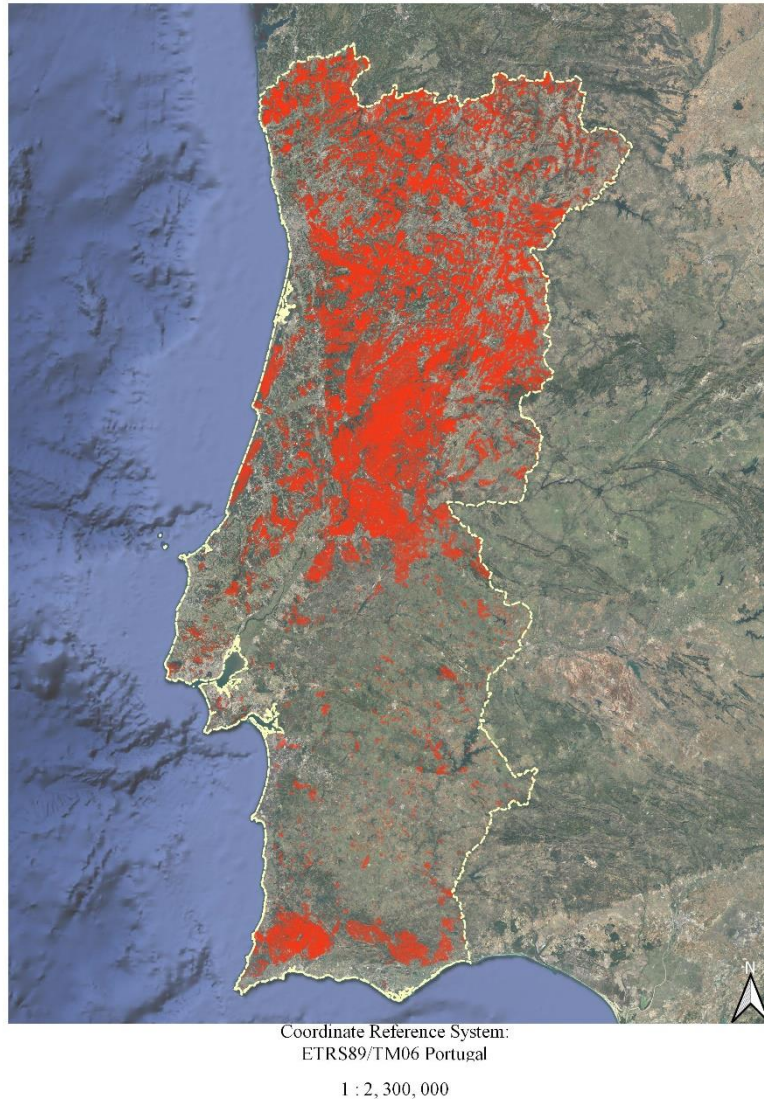 N
Coordinate Reference System:
ETRS89/TM06 Portugal
1 : 2, 300, 000